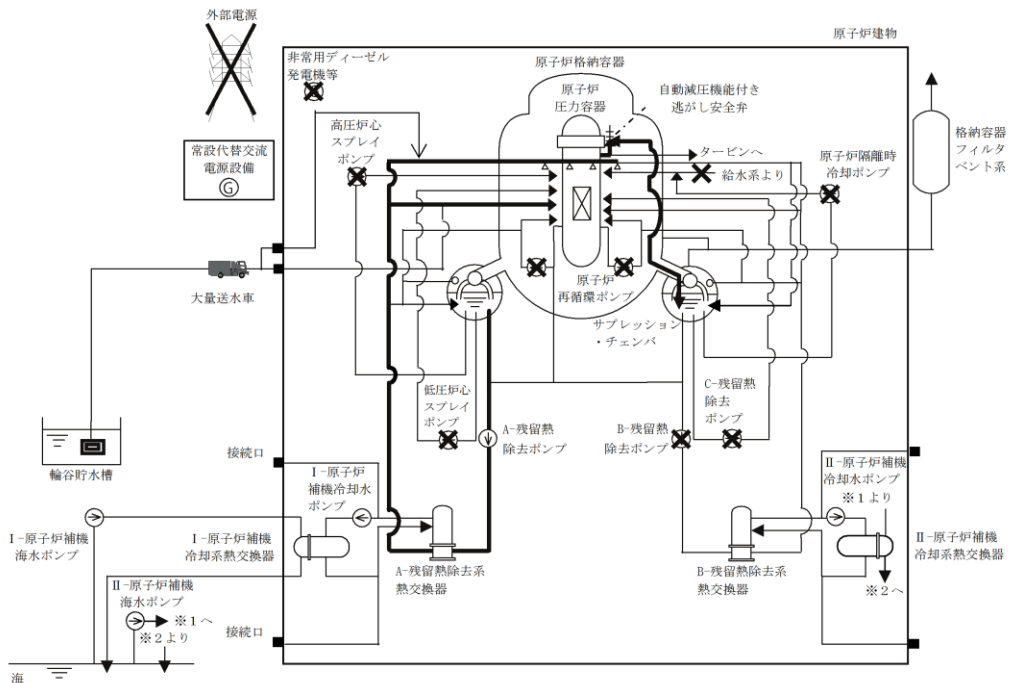 外部電源
原子炉建物
非常用ディーゼル
発電機等
原子炉格納容器
原子炉
圧力容器
自動減圧機能付き
逃がし安全弁
高圧炉心
スプレイ
ポンプ
常設代替交流
電源設備
G
タービンへ
給水系より
原子炉隔離時
冷却ポンプ
格納容器
フィルタ
ベント系
大量送水車
原子炉
再循環ポンプ
サプレッション
・チェンバ
低圧炉心
スプレイ
ポンプ
A-残留熱
除去ポンプ
B-残留熱
除去ポンプ
C-残留熱
除去
ポンプ
輪谷貯水槽
接続口
Ⅰ-原子炉
補機冷却水
ポンプ
Ⅱ-原子炉補機
冷却水ポンプ
※1より
Ⅰ-原子炉補機
海水ポンプ
Ⅰ-原子炉補機
冷却系熱交換器
A-残留熱除去系
熱交換器
B-残留熱除去系
熱交換器
Ⅱ-原子炉補機
冷却系熱交換器
※2へ
Ⅱ-原子炉補機
海水ポンプ
※1へ
※2より
接続口
海